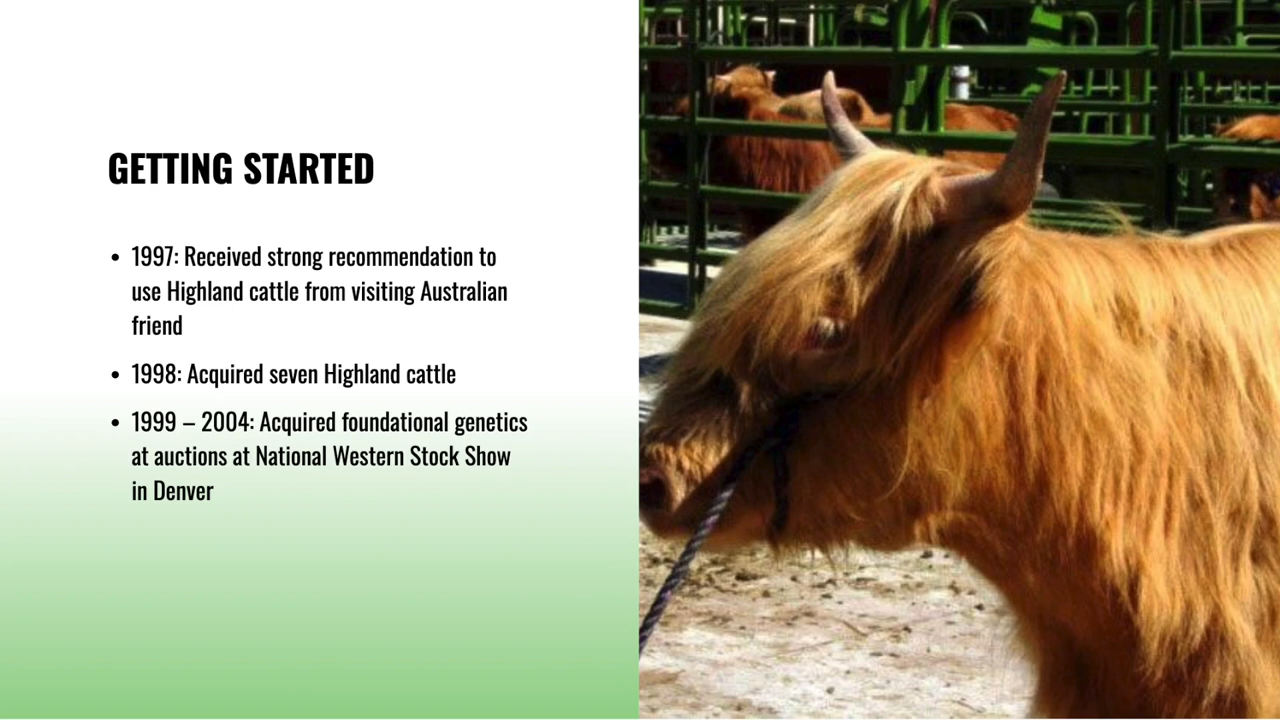 GETTING STARTED
• 1997: Received strong recommendation to
use Highland cattle from visiting Australian
friend
• 1998: Acquired seven Highland cattle
• 1999 – 2004: Acquired foundational genetics
at auctions at National Western Stock Show
in Denver